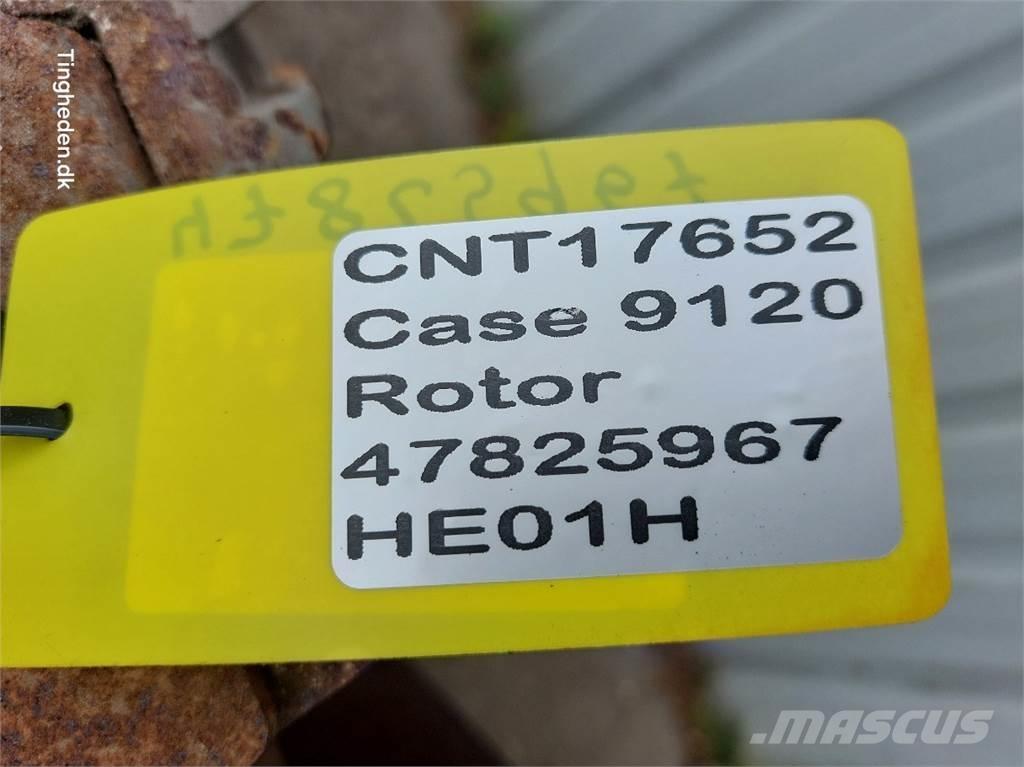 Tingheden.dk
CNT17652
Case 9120
Rotor
47825967
HE01H
MASCUS